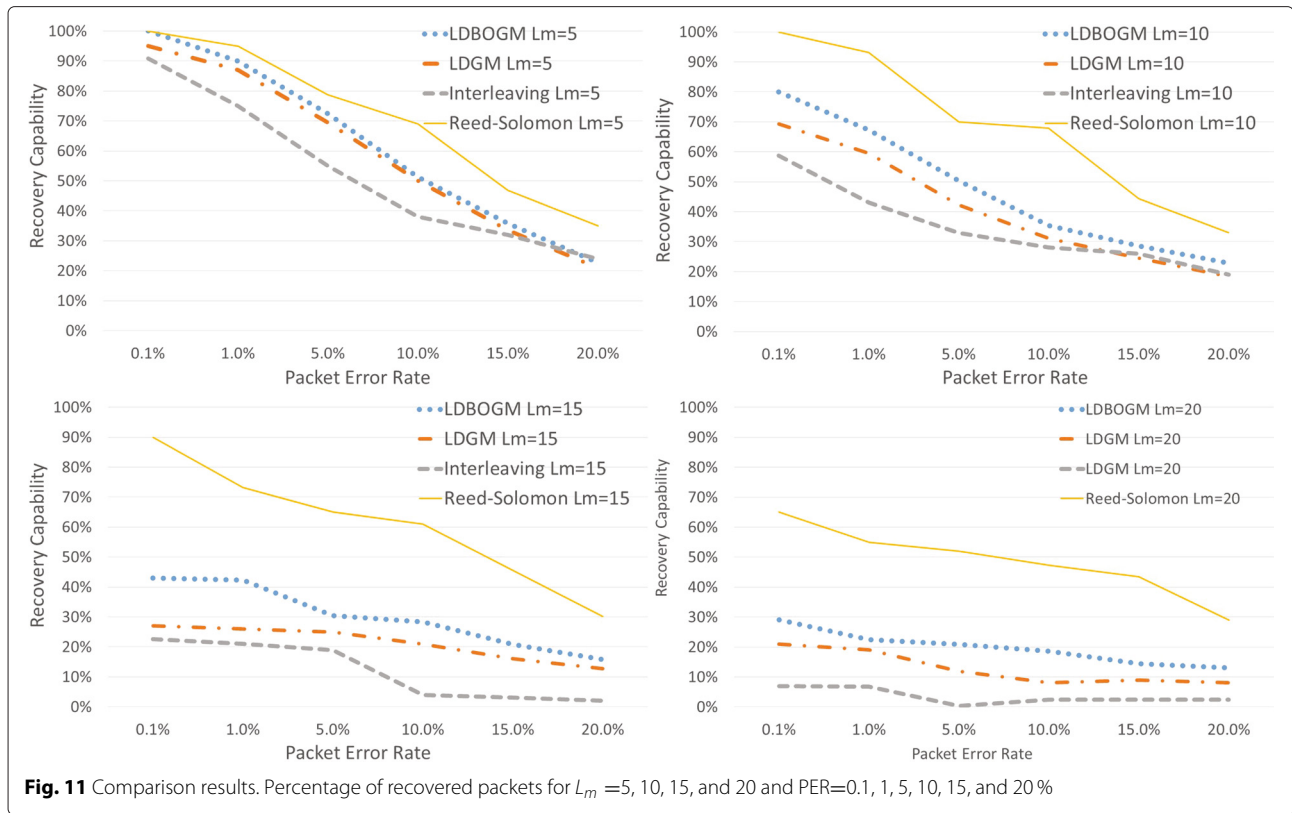 Recovery Capability
100%
90%
80%
70%
60%
50%
40%
30%
20%
10%
0%
LDBOGM Lm=5
LDGM Lm=5
Interleaving Lm=5
Reed-Solomon Lm=5
0.1% 1.0% 5.0% 10.0% 15.0% 20.0%
Packet Error Rate
Recovery Capability
100%
90%
80%
70%
60%
50%
40%
30%
20%
10%
0%
LDBOGM Lm=10
LDGM Lm=10
Interleaving Lm=10
Reed-Solomon Lm=10
0.1% 1.0% 5.0% 10.0% 15.0% 20.0%
Packet Error Rate
Recovery Capability
100%
90%
80%
70%
60%
50%
40%
30%
20%
10%
0%
LDBOGM Lm=15
LDGM Lm=15
Interleaving Lm=15
Reed-Solomon Lm=15
0.1% 1.0% 5.0% 10.0% 15.0% 20.0%
Packet Error Rate
Recovery Capability
100%
90%
80%
70%
60%
50%
40%
30%
20%
10%
0%
LDBOGM Lm=20
LDGM Lm=20
LDGM Lm=20
Reed-Solomon Lm=20
0.1% 1.0% 5.0% 10.0% 15.0% 20.0%
Packet Error Rate
Fig. 11 Comparison results. Percentage of recovered packets for Lm =5, 10, 15, and 20 and PER=0.1, 1, 5, 10, 15, and 20 %